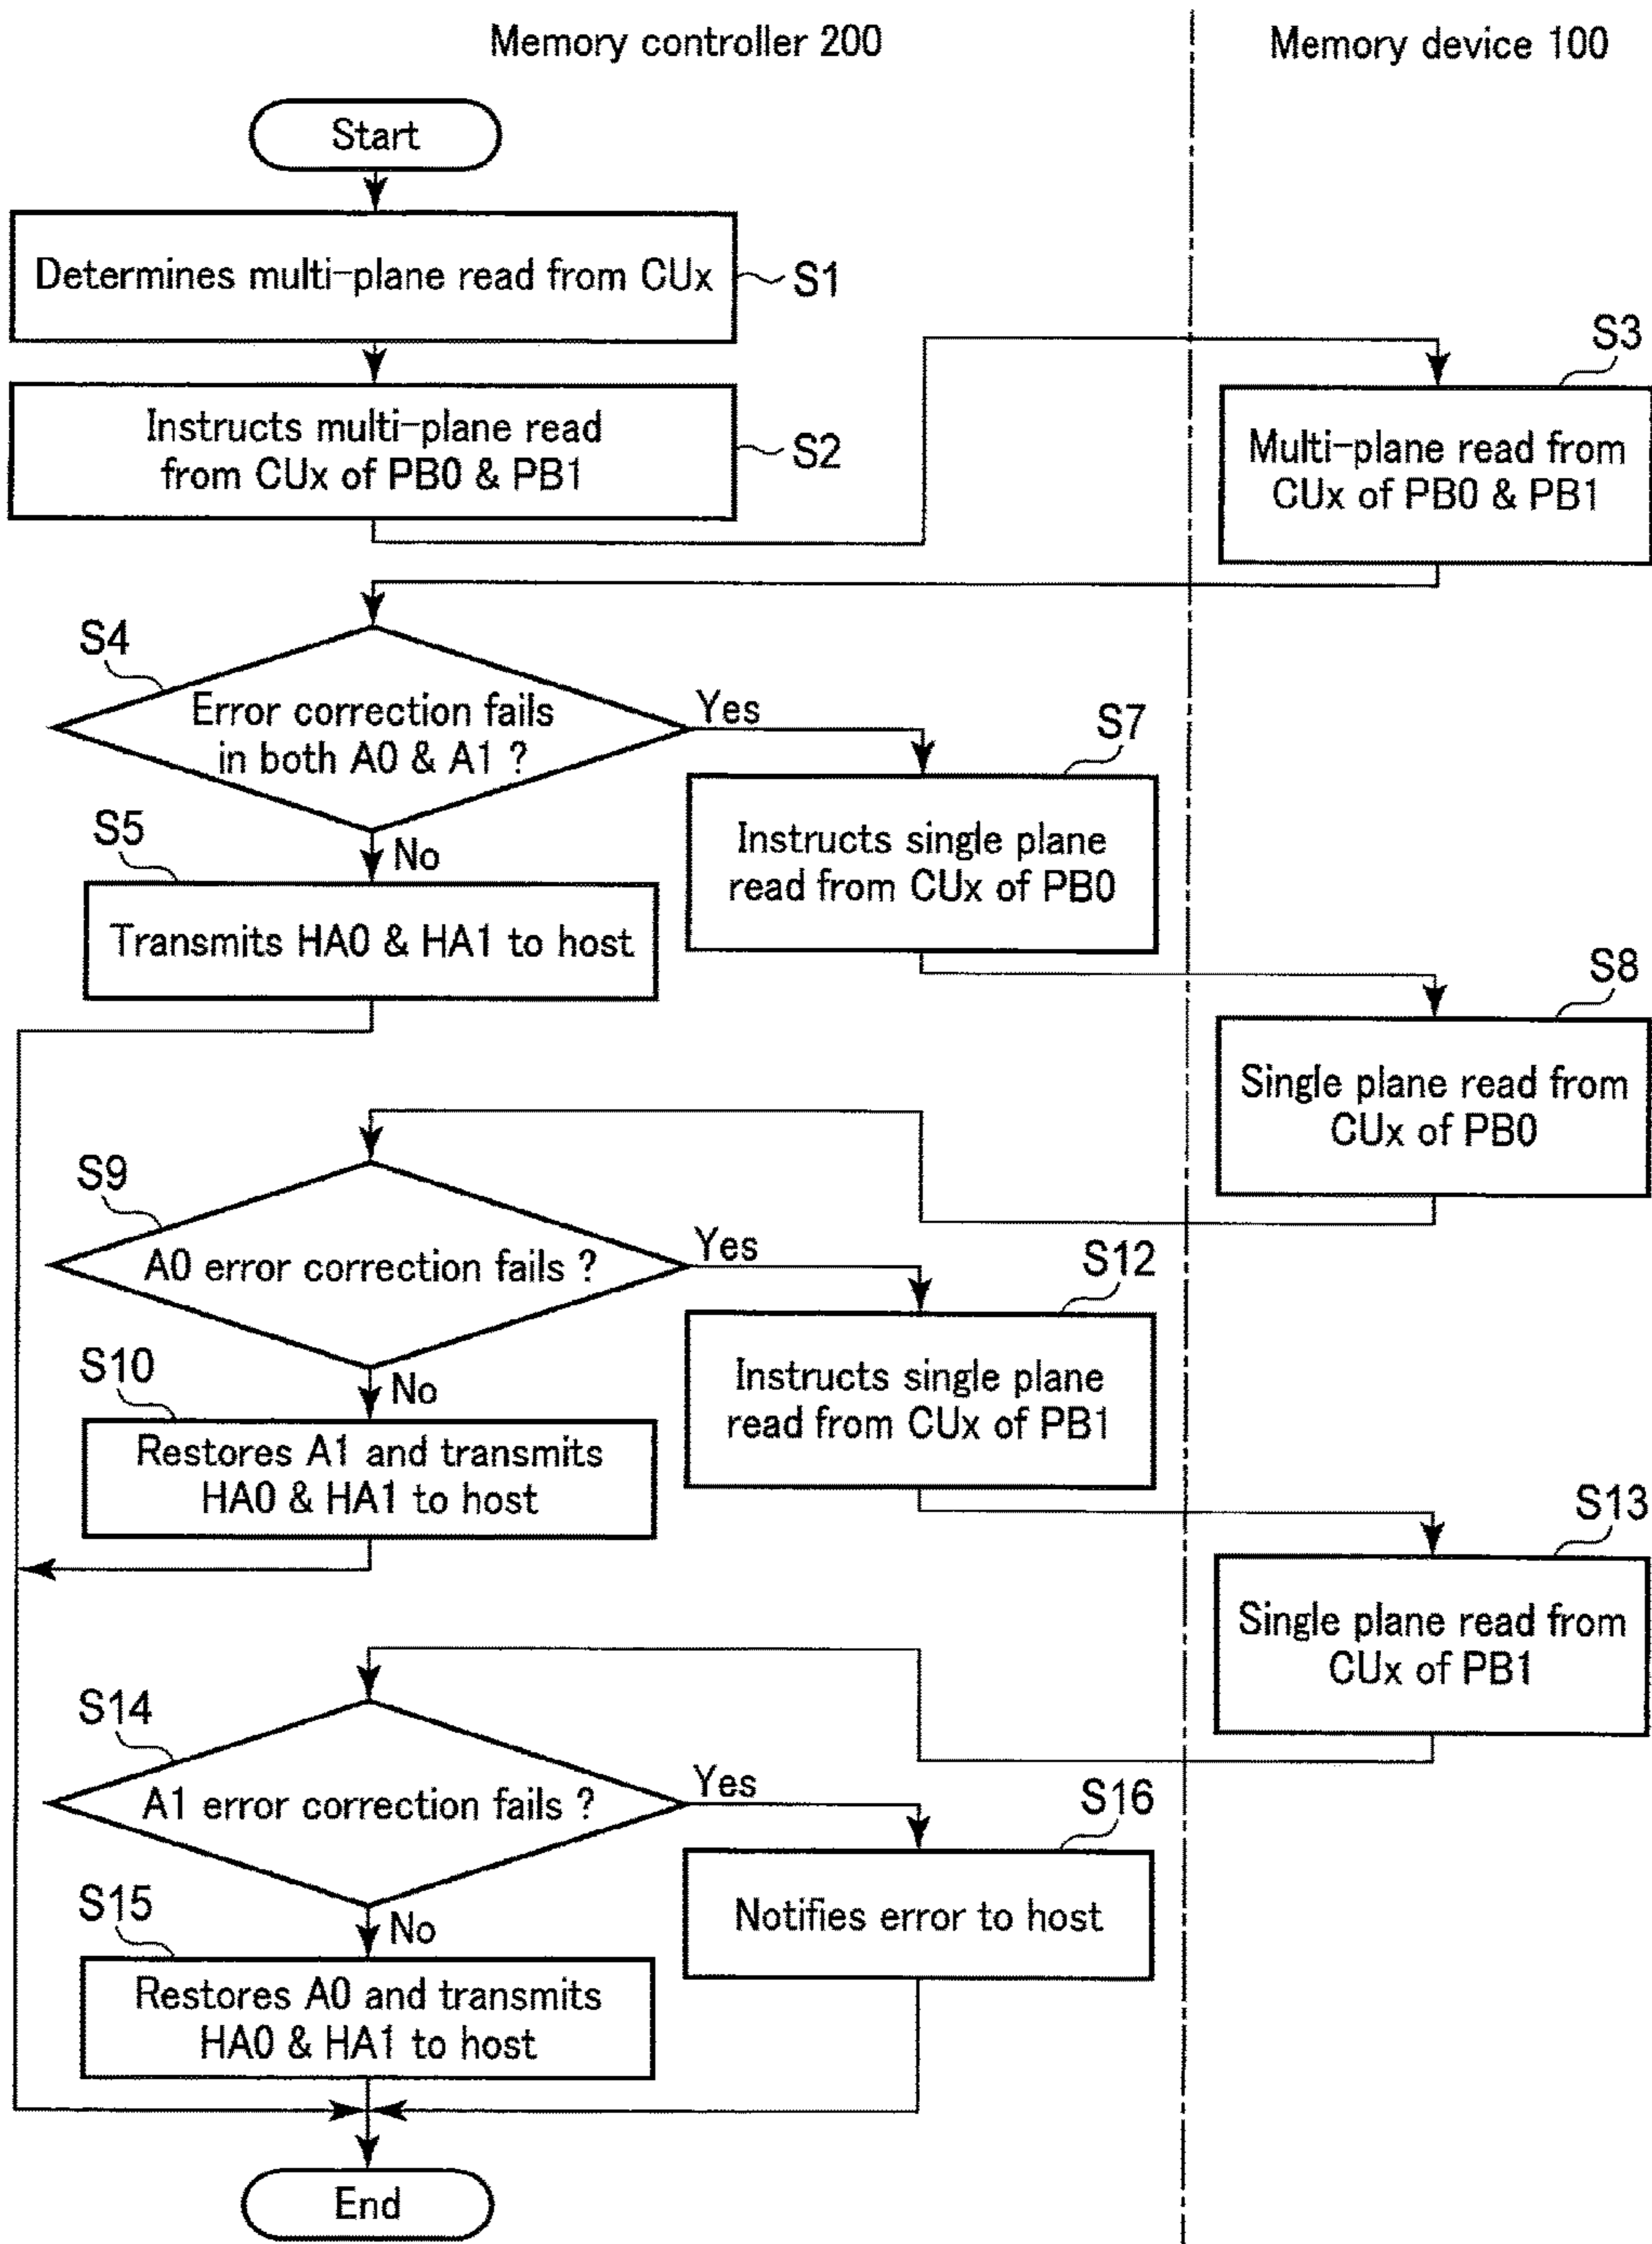 Memory controller 200
Memory device 100
Start
Determines multi-plane read from CUx
S1
Instructs multi-plane read
from CUx of PB0 & PB1
S2
S3
Multi-plane read from
CUx of PB0 & PB1
S4
Error correction fails
in both A0 & A1 ?
Yes
No
S5
Transmits HA0 & HA1 to host
S7
Instructs single plane
read from CUx of PB0
S8
Single plane read from
CUx of PB0
S9
A0 error correction fails ?
Yes
No
S10
Restores A1 and transmits
HA0 & HA1 to host
S12
Instructs single plane
read from CUx of PB1
S13
Single plane read from
CUx of PB1
S14
A1 error correction fails ?
Yes
No
S15
Restores A0 and transmits
HA0 & HA1 to host
S16
Notifies error to host
End